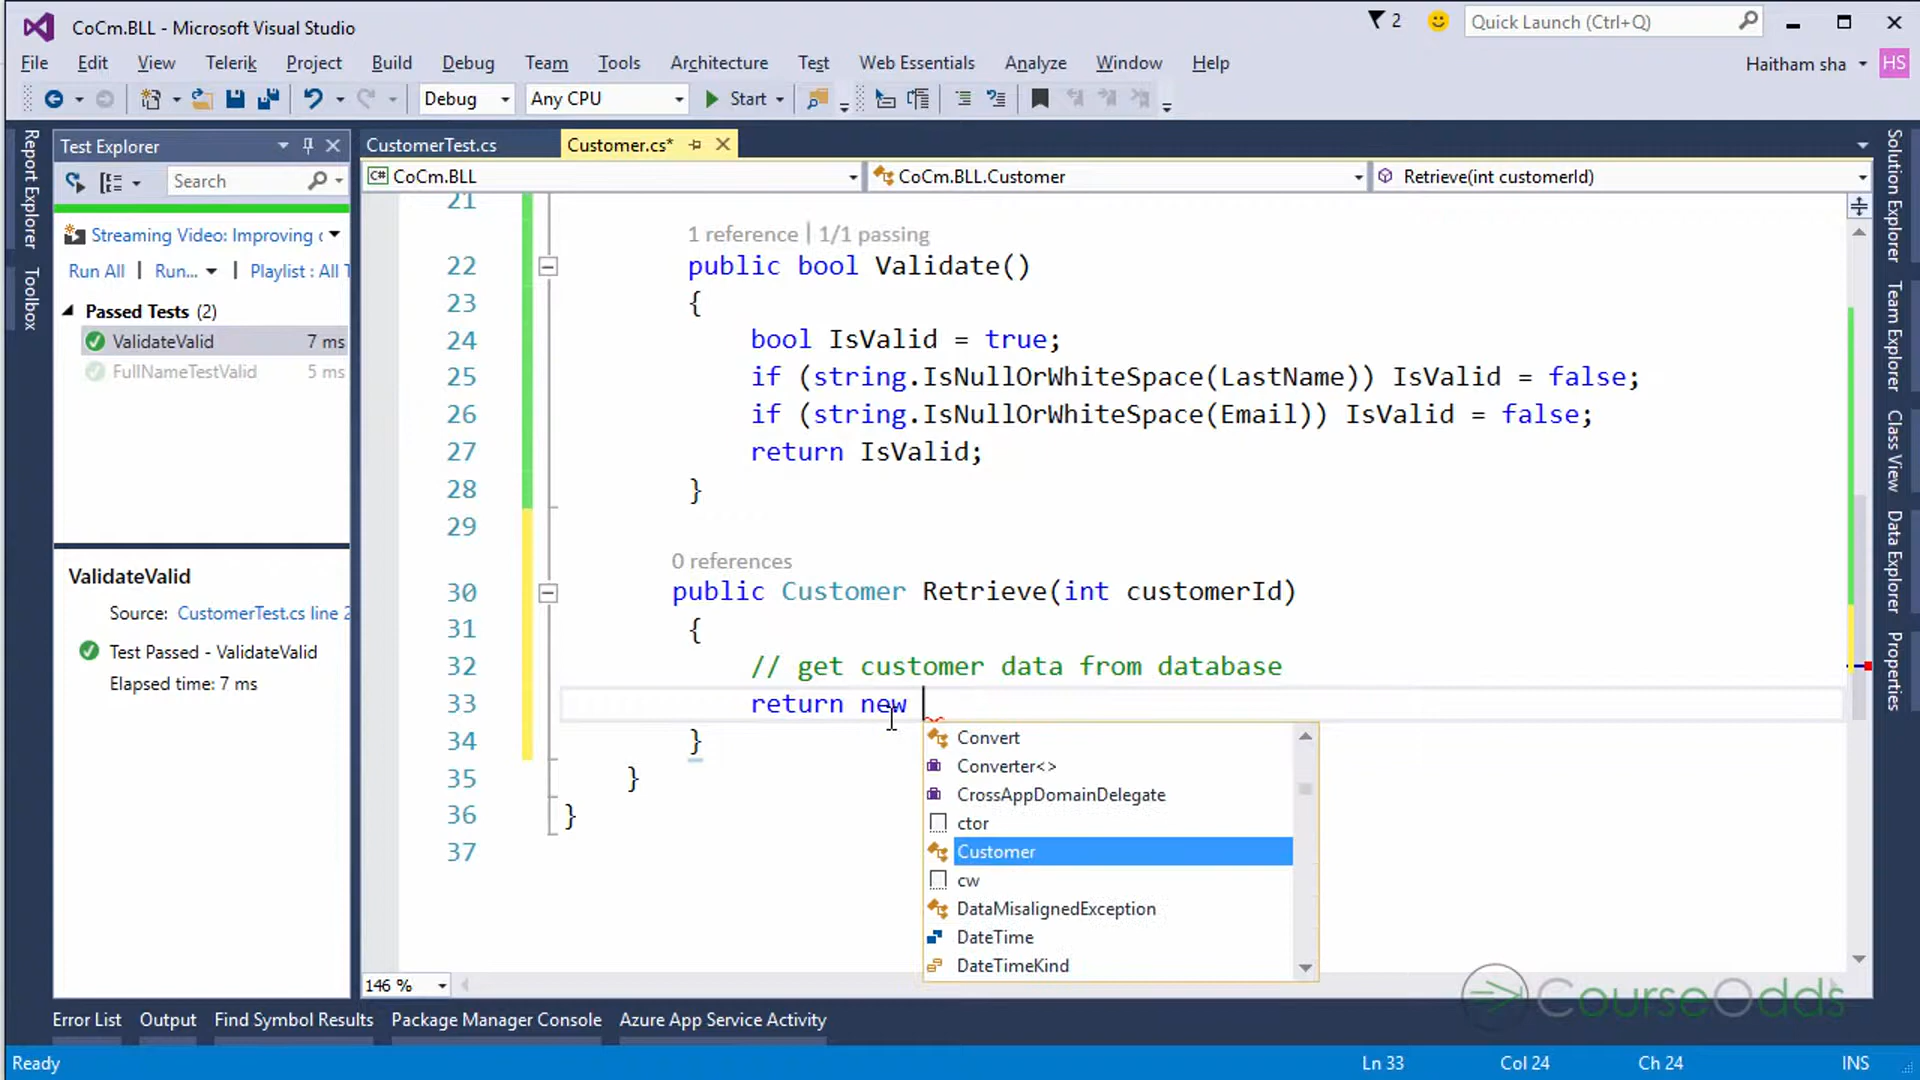 CoCm.BLL - Microsoft Visual Studio
2
Quick Launch (Ctrl+Q)
File Edit View Telerik Project Build Debug Team Tools Architecture Test Web Essentials Analyze Window Help
Haitham sha
HS
Debug Any CPU Start
Report Explorer
Toolbox
Test Explorer
Search
Streaming Video: Improving c
Run All | Run... | Playlist : All T
Passed Tests (2)
ValidateValid 7 ms
FullNameTestValid 5 ms
ValidateValid
Source: CustomerTest.cs line 2
Test Passed - ValidateValid
Elapsed time: 7 ms
CustomerTest.cs Customer.cs*
C# CoCm.BLL CoCm.BLL.Customer Retrieve(int customerId)
21
1 reference | 1/1 passing
22 public bool Validate()
23 {
24 bool IsValid = true;
25 if (string.IsNullOrWhiteSpace(LastName)) IsValid = false;
26 if (string.IsNullOrWhiteSpace(Email)) IsValid = false;
27 return IsValid;
28 }
29
0 references
30 public Customer Retrieve(int customerId)
31 {
32 // get customer data from database
33 return new
34 }
35 }
36 }
37
Convert
Converter<>
CrossAppDomainDelegate
ctor
Customer
cw
DataMisalignedException
DateTime
DateTimeKind
146 %
Solution Explorer
Team Explorer
Class View
Data Explorer
Properties
CourseOdds
Error List Output Find Symbol Results Package Manager Console Azure App Service Activity
Ready Ln 33 Col 24 Ch 24 INS